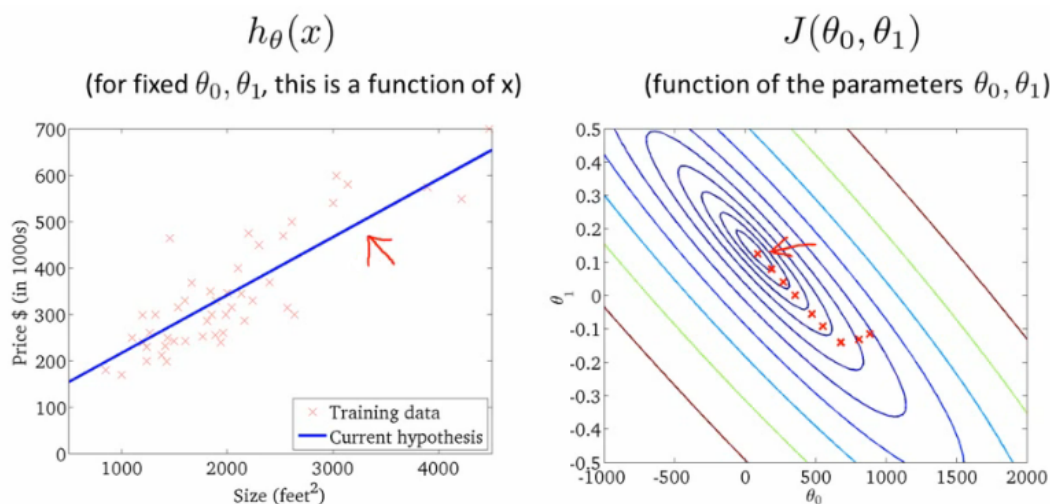 hθ(x)
(for fixed θ0, θ1, this is a function of x)
700
600
500
400
300
200
100
0
Price $ (in 1000s)
1000 2000 3000 4000
Size (feet²)
Training data
Current hypothesis
J(θ0, θ1)
(function of the parameters θ0, θ1)
0.5
0.4
0.3
0.2
0.1
0
-0.1
-0.2
-0.3
-0.4
-0.5
θ1
-1000 -500 0 500 1000 1500 2000
θ0